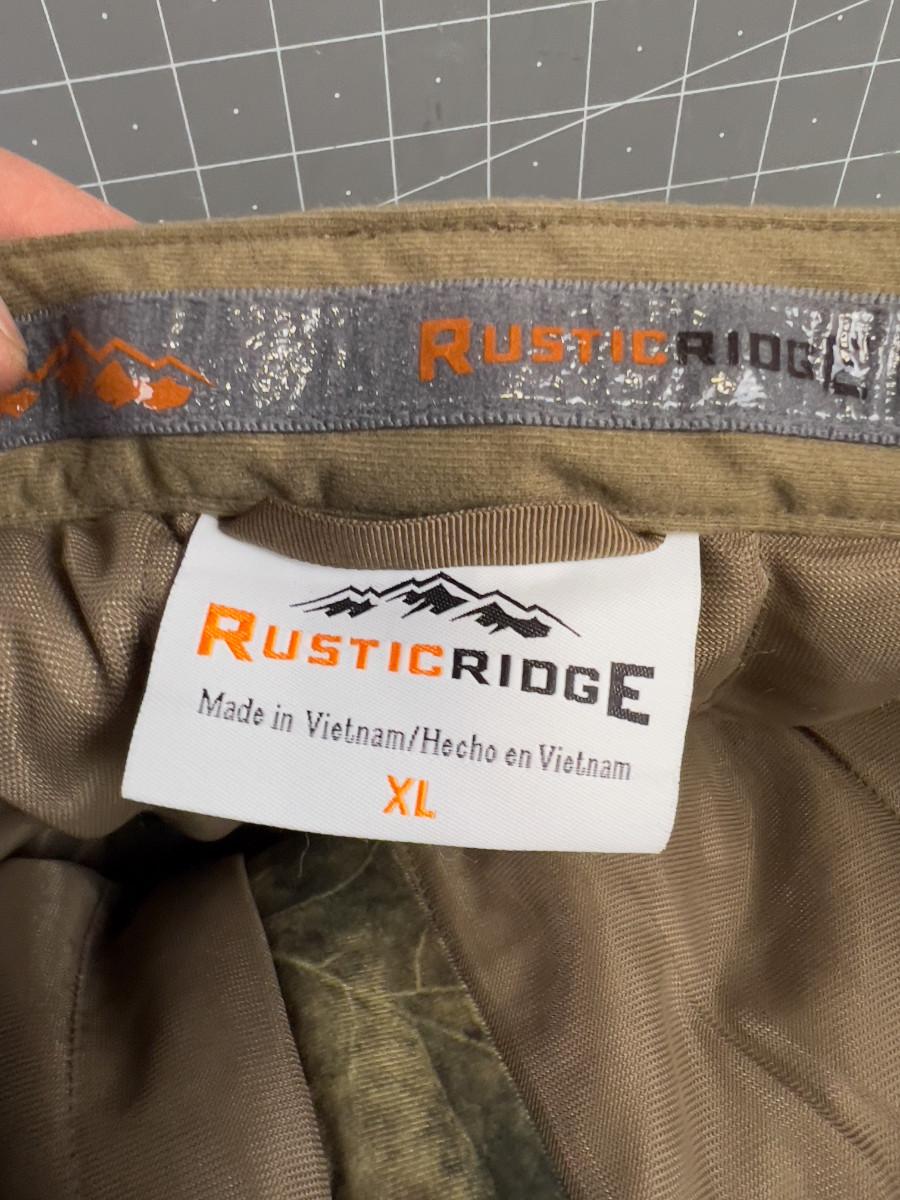 RUSTICRIDGE
RUSTICRIDGE
Made in Vietnam/Hecho en Vietnam
XL